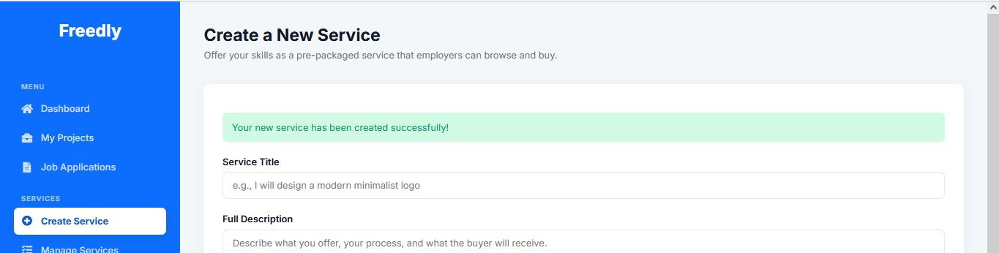 Freedly
MENU
Dashboard
My Projects
Job Applications
SERVICES
Create Service
Manage Services
Create a New Service
Offer your skills as a pre-packaged service that employers can browse and buy.
Your new service has been created successfully!
Service Title
e.g., I will design a modern minimalist logo
Full Description
Describe what you offer, your process, and what the buyer will receive.